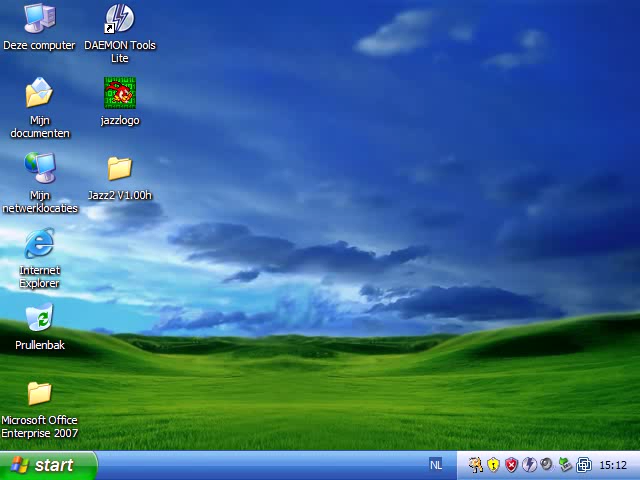 Deze computer
DAEMON Tools
Lite
Mijn
documenten
jazzlogo
Mijn
netwerklocaties
Jazz2 V1.00h
Internet
Explorer
Prullenbak
Microsoft Office
Enterprise 2007
start
NL
15:12